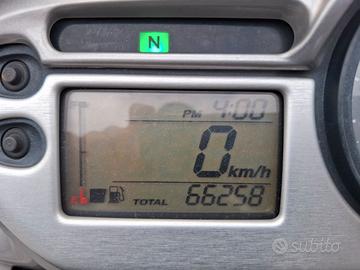 N
PM 4:00
0 km/h
TOTAL 66258
subito